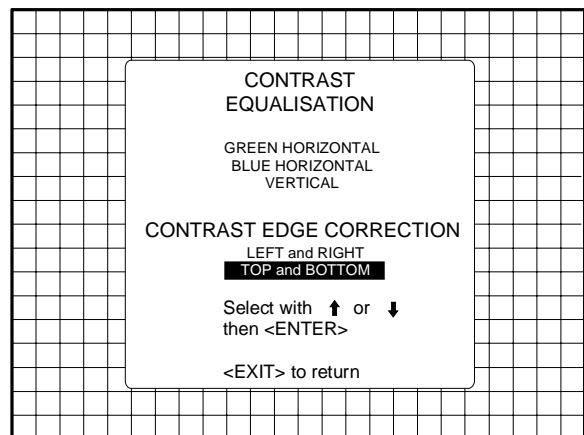 CONTRAST
EQUALISATION
GREEN HORIZONTAL
BLUE HORIZONTAL
VERTICAL
CONTRAST EDGE CORRECTION
LEFT and RIGHT
TOP and BOTTOM
Select with ↑ or ↓
then <ENTER>
<EXIT> to return